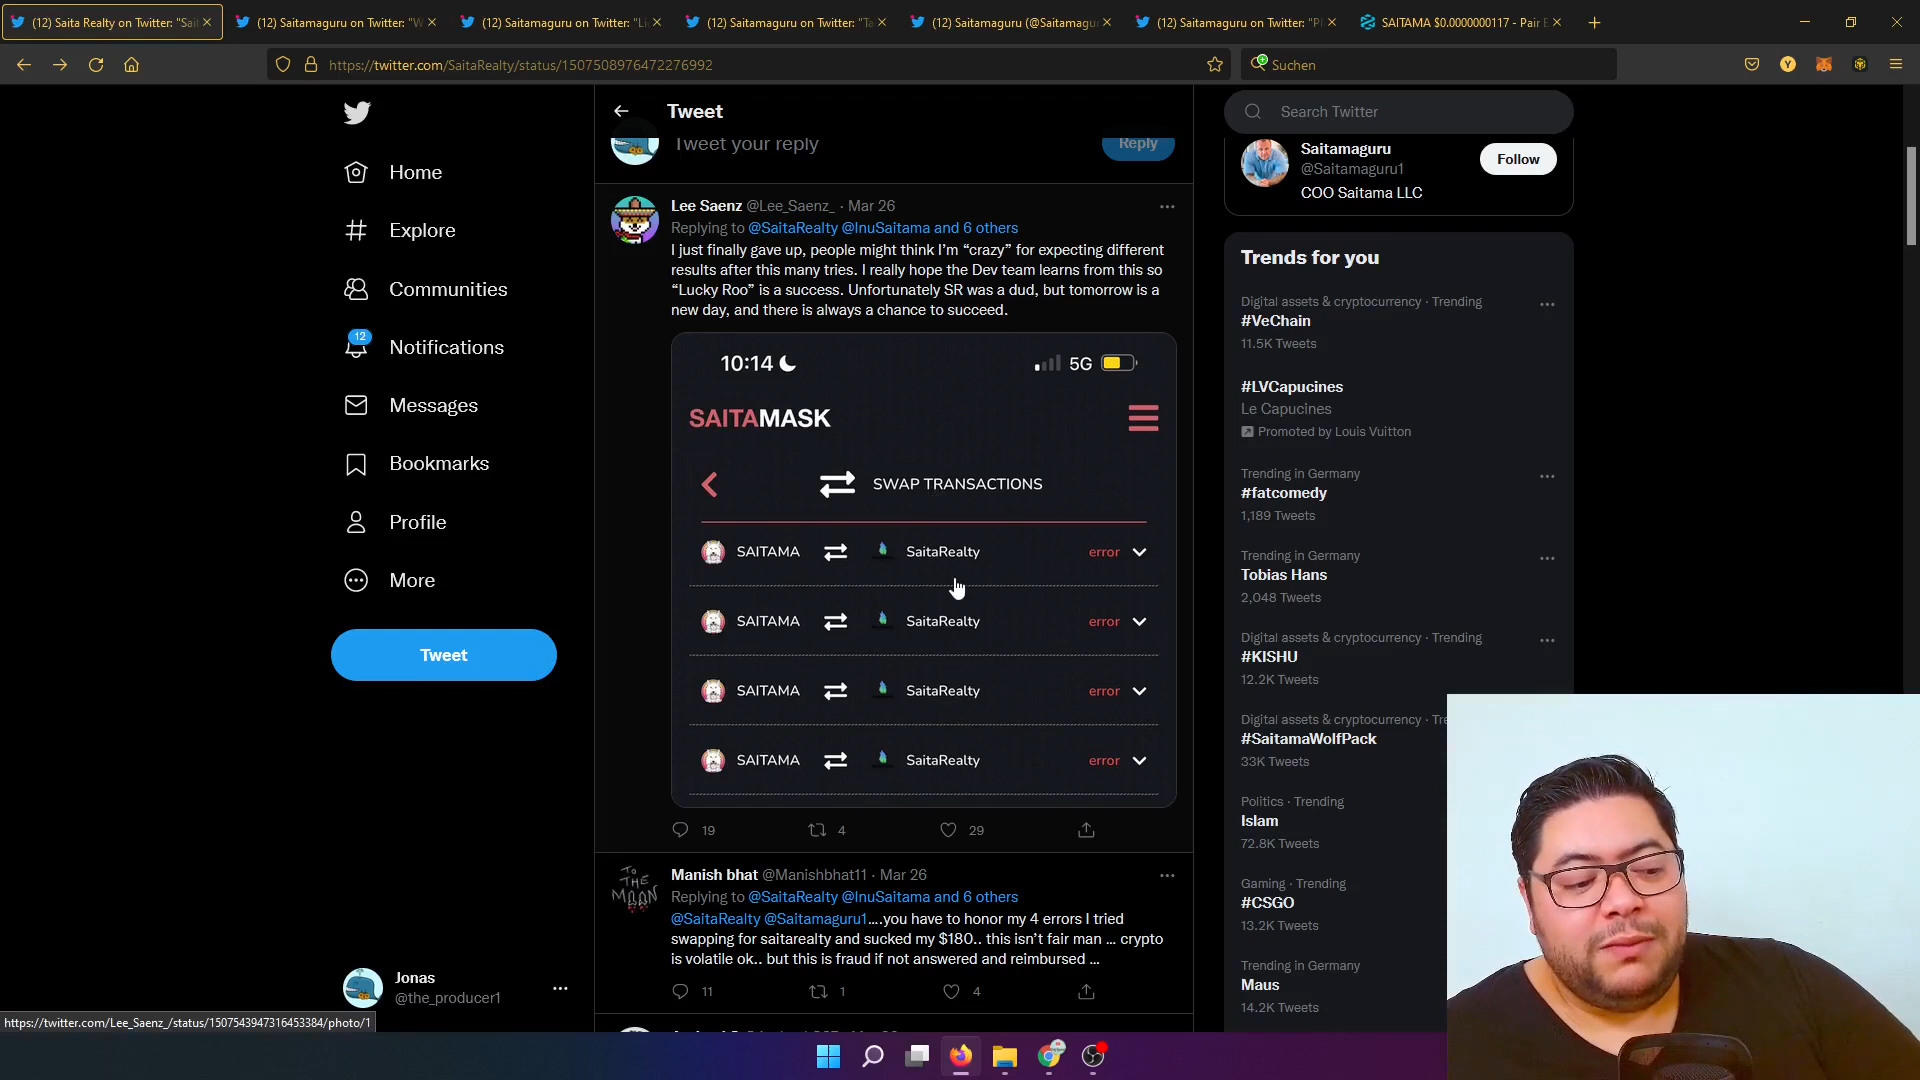 (12) Saita Realty on Twitter: "Sai
(12) Saitamaguru on Twitter: "W
(12) Saitamaguru on Twitter: "Li
(12) Saitamaguru on Twitter: "Ta
(12) Saitamaguru (@Saitamagu
(12) Saitamaguru on Twitter: "Pl
SAITAMA $0.0000000117 - Pair E
https://twitter.com/SaitaRealty/status/1507508976472276992
Suchen
Y
Home
Explore
Communities
12
Notifications
Messages
Bookmarks
Profile
More
Tweet
Jonas
@the_producer1
https://twitter.com/Lee_Saenz_/status/1507543947316453384/photo/1
Tweet
Tweet your reply
Reply
Lee Saenz @Lee_Saenz_ · Mar 26
Replying to @SaitaRealty @InuSaitama and 6 others
I just finally gave up, people might think I'm "crazy" for expecting different
results after this many tries. I really hope the Dev team learns from this so
"Lucky Roo" is a success. Unfortunately SR was a dud, but tomorrow is a
new day, and there is always a chance to succeed.
10:14
5G
SAITAMASK
SWAP TRANSACTIONS
SAITAMA SaitaRealty error
SAITAMA SaitaRealty error
SAITAMA SaitaRealty error
SAITAMA SaitaRealty error
19 4 29
TO THE MOON
Manish bhat @Manishbhat11 · Mar 26
Replying to @SaitaRealty @InuSaitama and 6 others
@SaitaRealty @Saitamaguru1....you have to honor my 4 errors I tried
swapping for saitarealty and sucked my $180.. this isn't fair man ... crypto
is volatile ok.. but this is fraud if not answered and reimbursed ...
11 1 4
Search Twitter
Saitamaguru
@Saitamaguru1
COO Saitama LLC
Follow
Trends for you
Digital assets & cryptocurrency · Trending
#VeChain
11.5K Tweets
#LVCapucines
Le Capucines
Promoted by Louis Vuitton
Trending in Germany
#fatcomedy
1,189 Tweets
Trending in Germany
Tobias Hans
2,048 Tweets
Digital assets & cryptocurrency · Trending
#KISHU
12.2K Tweets
Digital assets & cryptocurrency · Tre
#SaitamaWolfPack
33K Tweets
Politics · Trending
Islam
72.8K Tweets
Gaming · Trending
#CSGO
13.2K Tweets
Trending in Germany
Maus
14.2K Tweets